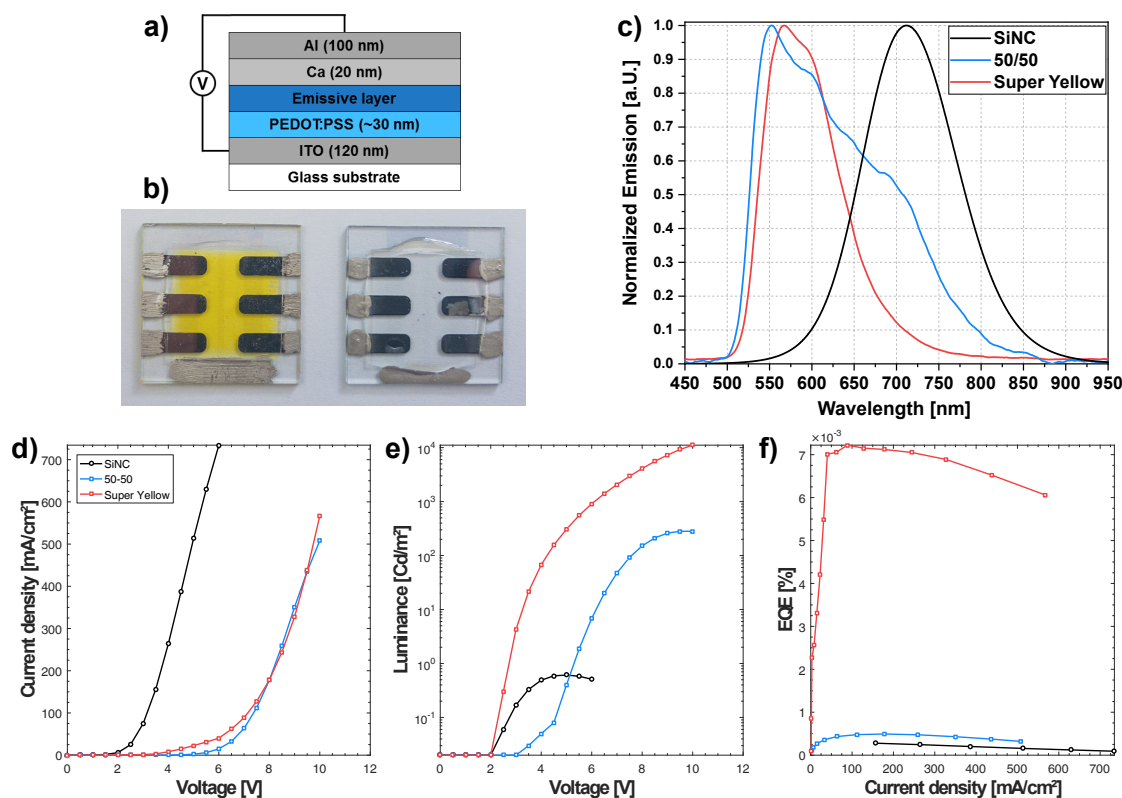 a)
V
Al (100 nm)
Ca (20 nm)
Emissive layer
PEDOT:PSS (~30 nm)
ITO (120 nm)
Glass substrate
b)
c)
Normalized Emission [a.U.]
1.0
0.9
0.8
0.7
0.6
0.5
0.4
0.3
0.2
0.1
0.0
450 500 550 600 650 700 750 800 850 900 950
Wavelength [nm]
SiNC
50/50
Super Yellow
d)
Current density [mA/cm²]
700
600
500
400
300
200
100
0
0 2 4 6 8 10 12
Voltage [V]
SiNC
50-50
Super Yellow
e)
Luminance [Cd/m²]
10⁴
10³
10²
10¹
10⁰
10⁻¹
0 2 4 6 8 10 12
Voltage [V]
f)
×10⁻³
EQE [%]
7
6
5
4
3
2
1
0
0 100 200 300 400 500 600 700
Current density [mA/cm²]